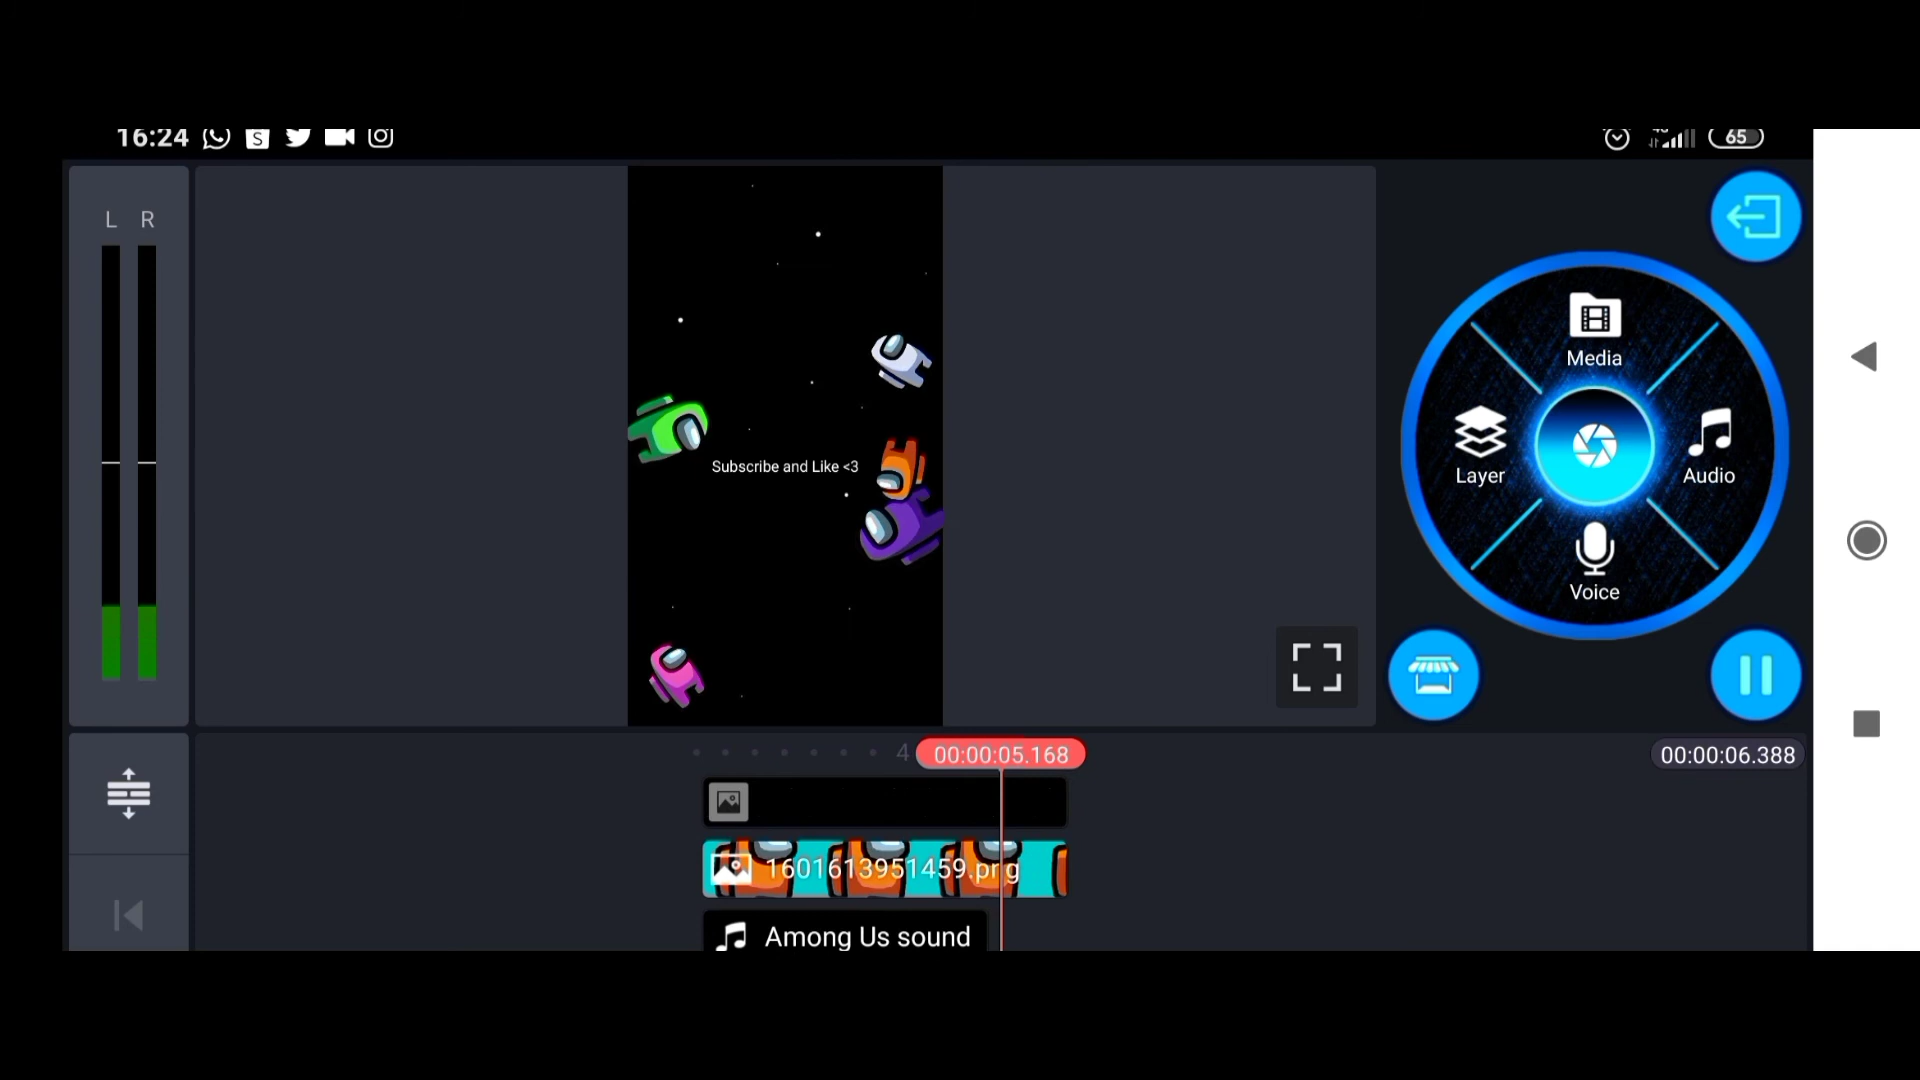 16:24
65
L R
Media
Layer
Audio
Voice
Subscribe and Like <3
4
00:00:05.168
00:00:06.388
1601613951459.png
Among Us sound